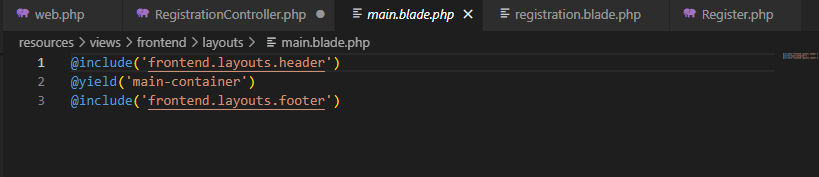 web.php RegistrationController.php main.blade.php registration.blade.php Register.php
resources > views > frontend > layouts > main.blade.php
1 @include('frontend.layouts.header')
2 @yield('main-container')
3 @include('frontend.layouts.footer')